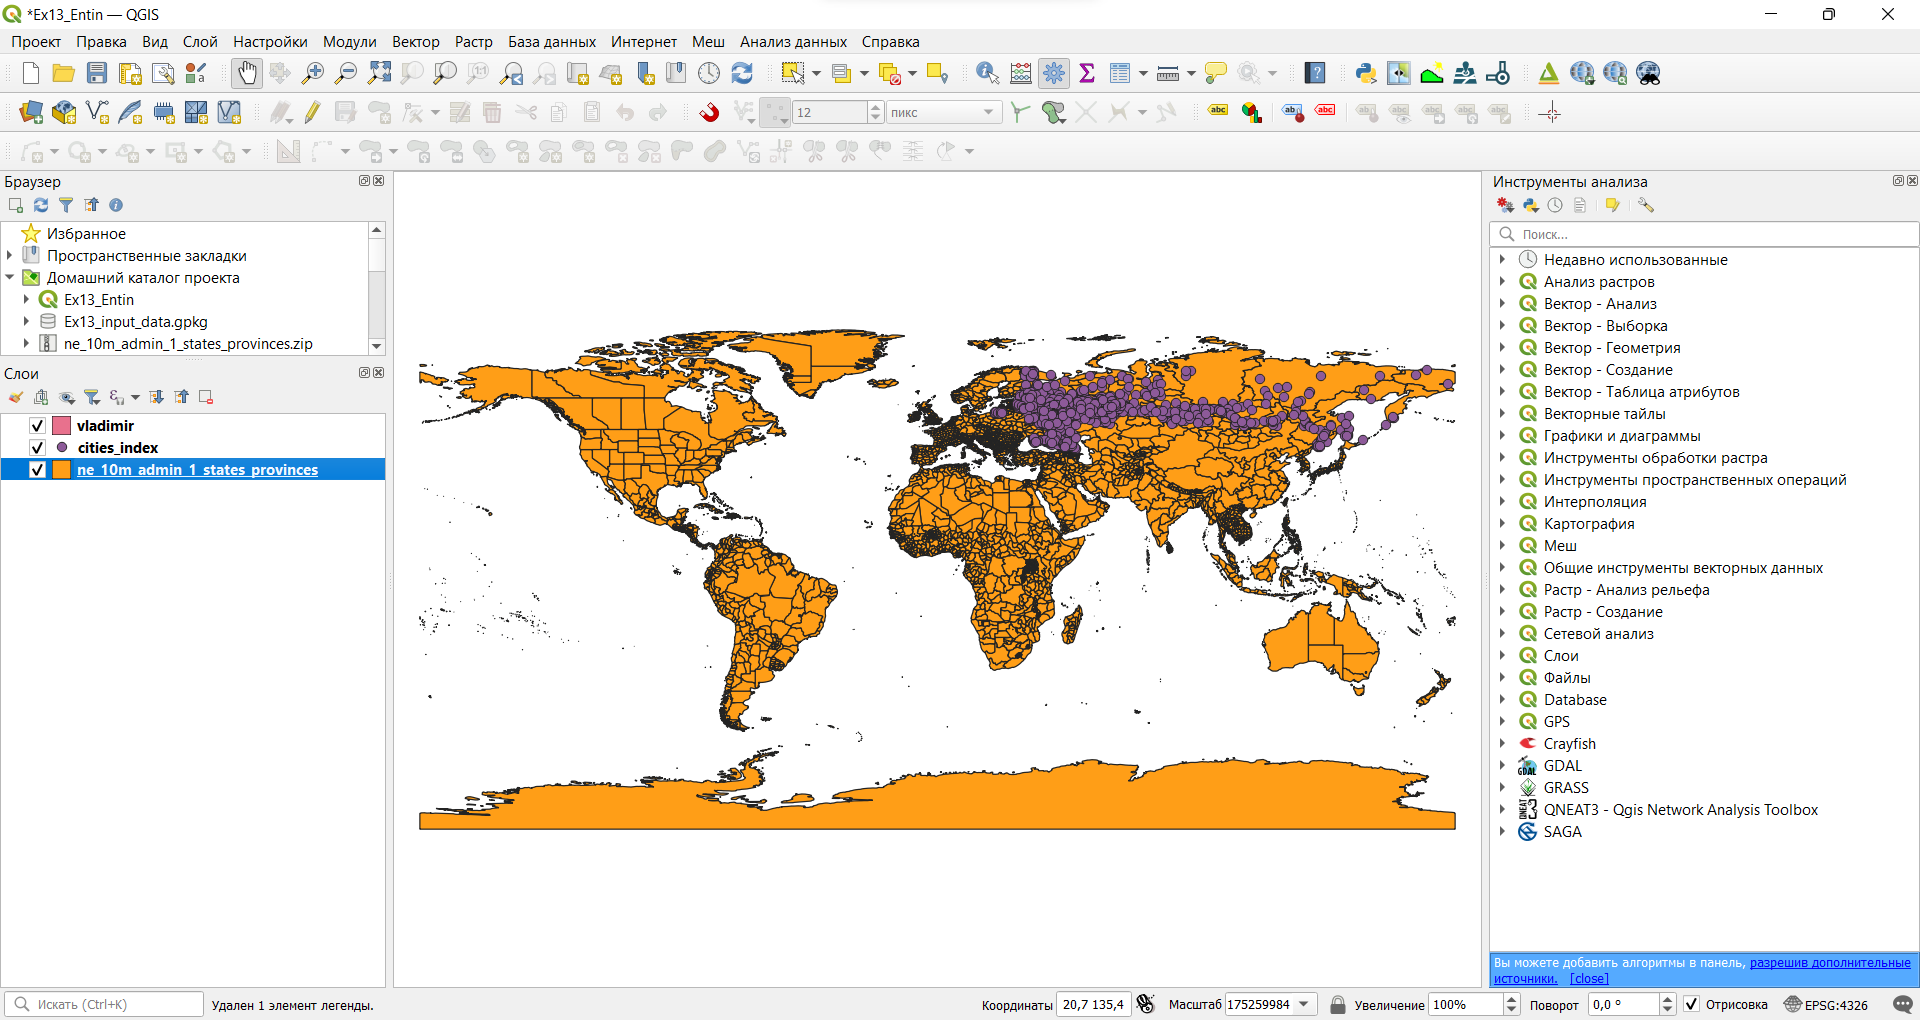 *Ex13_Entin — QGIS
Проект Правка Вид Слой Настройки Модули Вектор Растр База данных Интернет Меш Анализ данных Справка
12 пикс
Браузер
Избранное
Пространственные закладки
Домашний каталог проекта
Ex13_Entin
Ex13_input_data.gpkg
ne_10m_admin_1_states_provinces.zip
Слои
vladimir
cities_index
ne_10m_admin_1_states_provinces
Инструменты анализа
Поиск...
Недавно использованные
Анализ растров
Вектор - Анализ
Вектор - Выборка
Вектор - Геометрия
Вектор - Создание
Вектор - Таблица атрибутов
Векторные тайлы
Графики и диаграммы
Инструменты обработки растра
Инструменты пространственных операций
Интерполяция
Картография
Меш
Общие инструменты векторных данных
Растр - Анализ рельефа
Растр - Создание
Сетевой анализ
Слои
Файлы
Database
GPS
Crayfish
GDAL
GRASS
QNEAT3 - Qgis Network Analysis Toolbox
SAGA
Вы можете добавить алгоритмы в панель, разрешив дополнительные
источники. [close]
Искать (Ctrl+K) Удален 1 элемент легенды. Координаты 20,7 135,4 Масштаб 175259984 Увеличение 100% Поворот 0,0 ° Отрисовка EPSG:4326